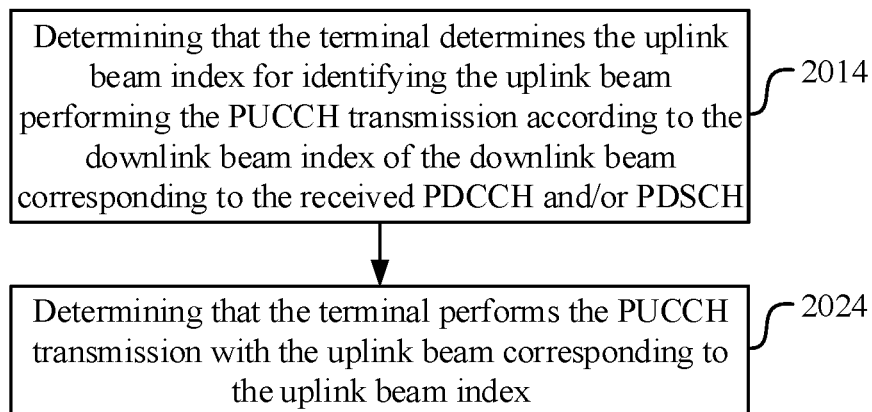 Determining that the terminal determines the uplink
beam index for identifying the uplink beam
performing the PUCCH transmission according to the
downlink beam index of the downlink beam
corresponding to the received PDCCH and/or PDSCH
2014
Determining that the terminal performs the PUCCH
transmission with the uplink beam corresponding to
the uplink beam index
2024